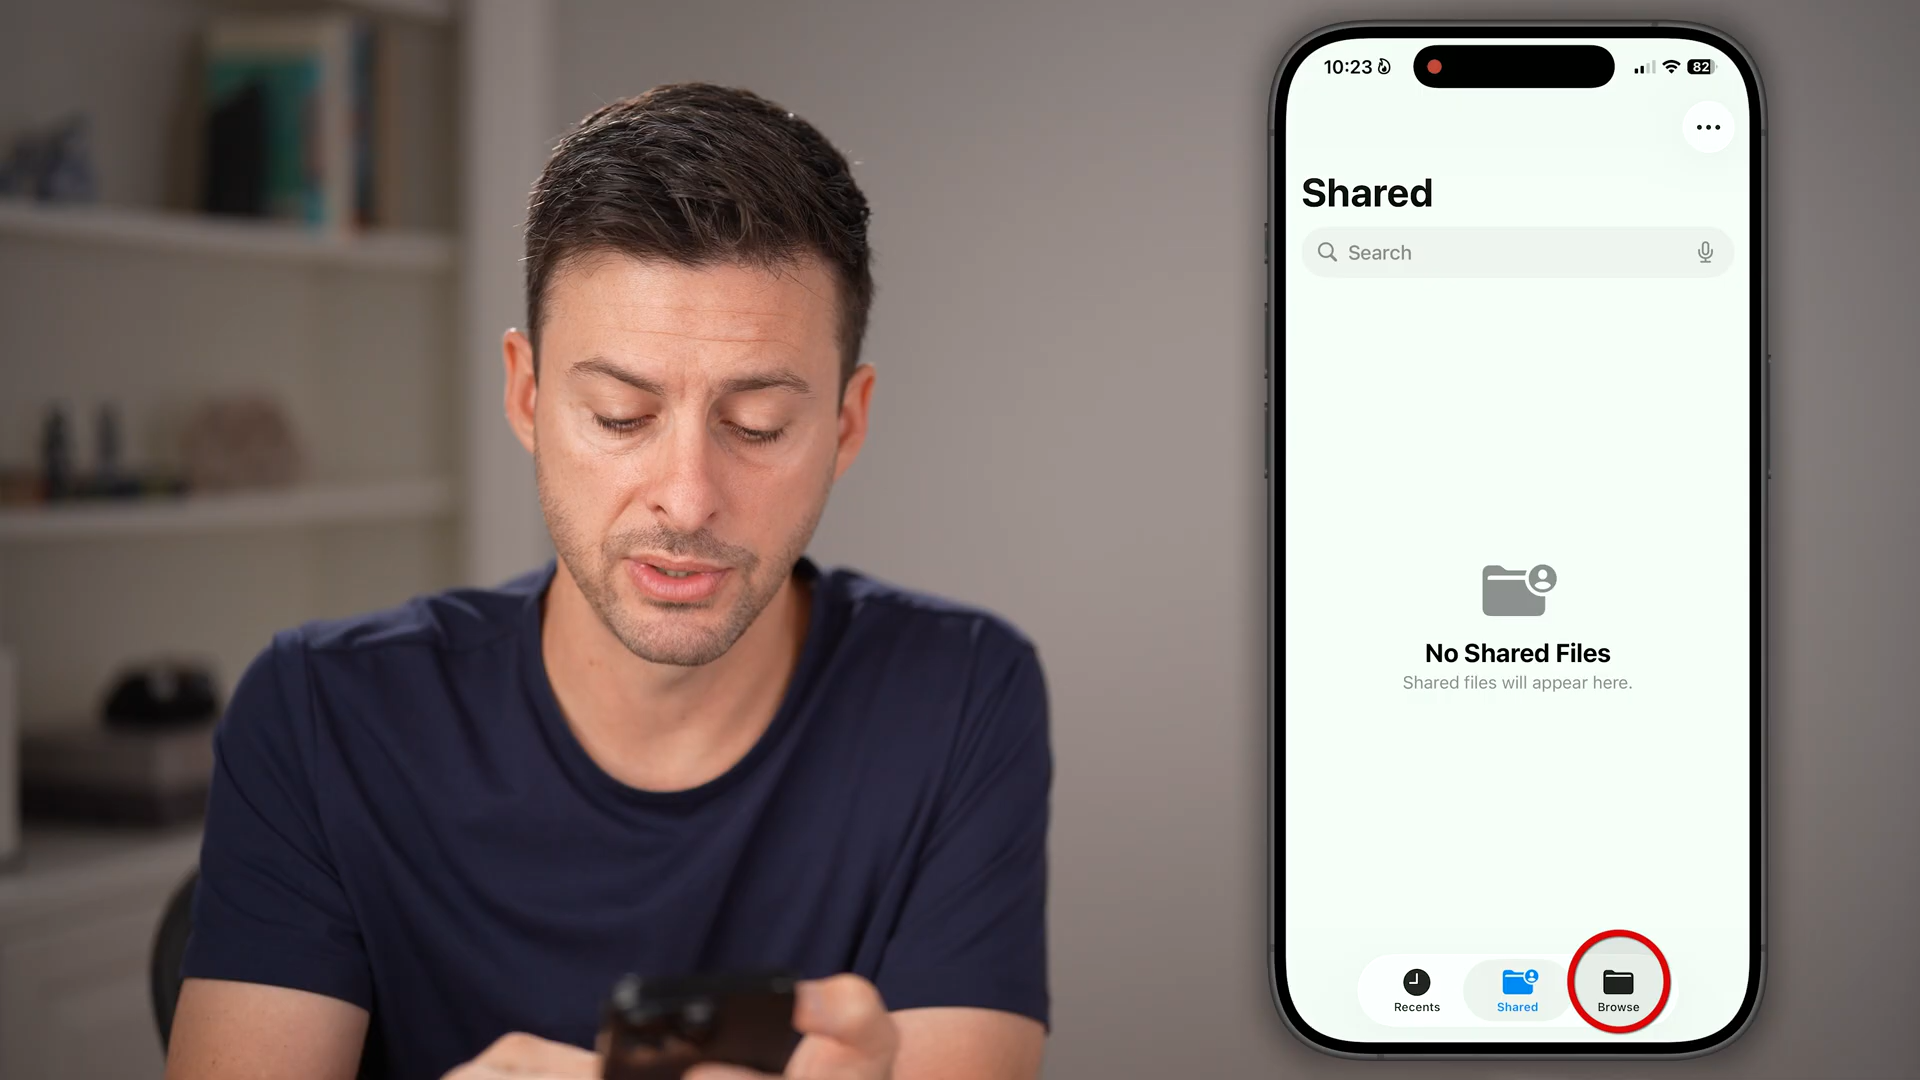 10:23
82
Shared
Search
No Shared Files
Shared files will appear here.
Recents
Shared
Browse